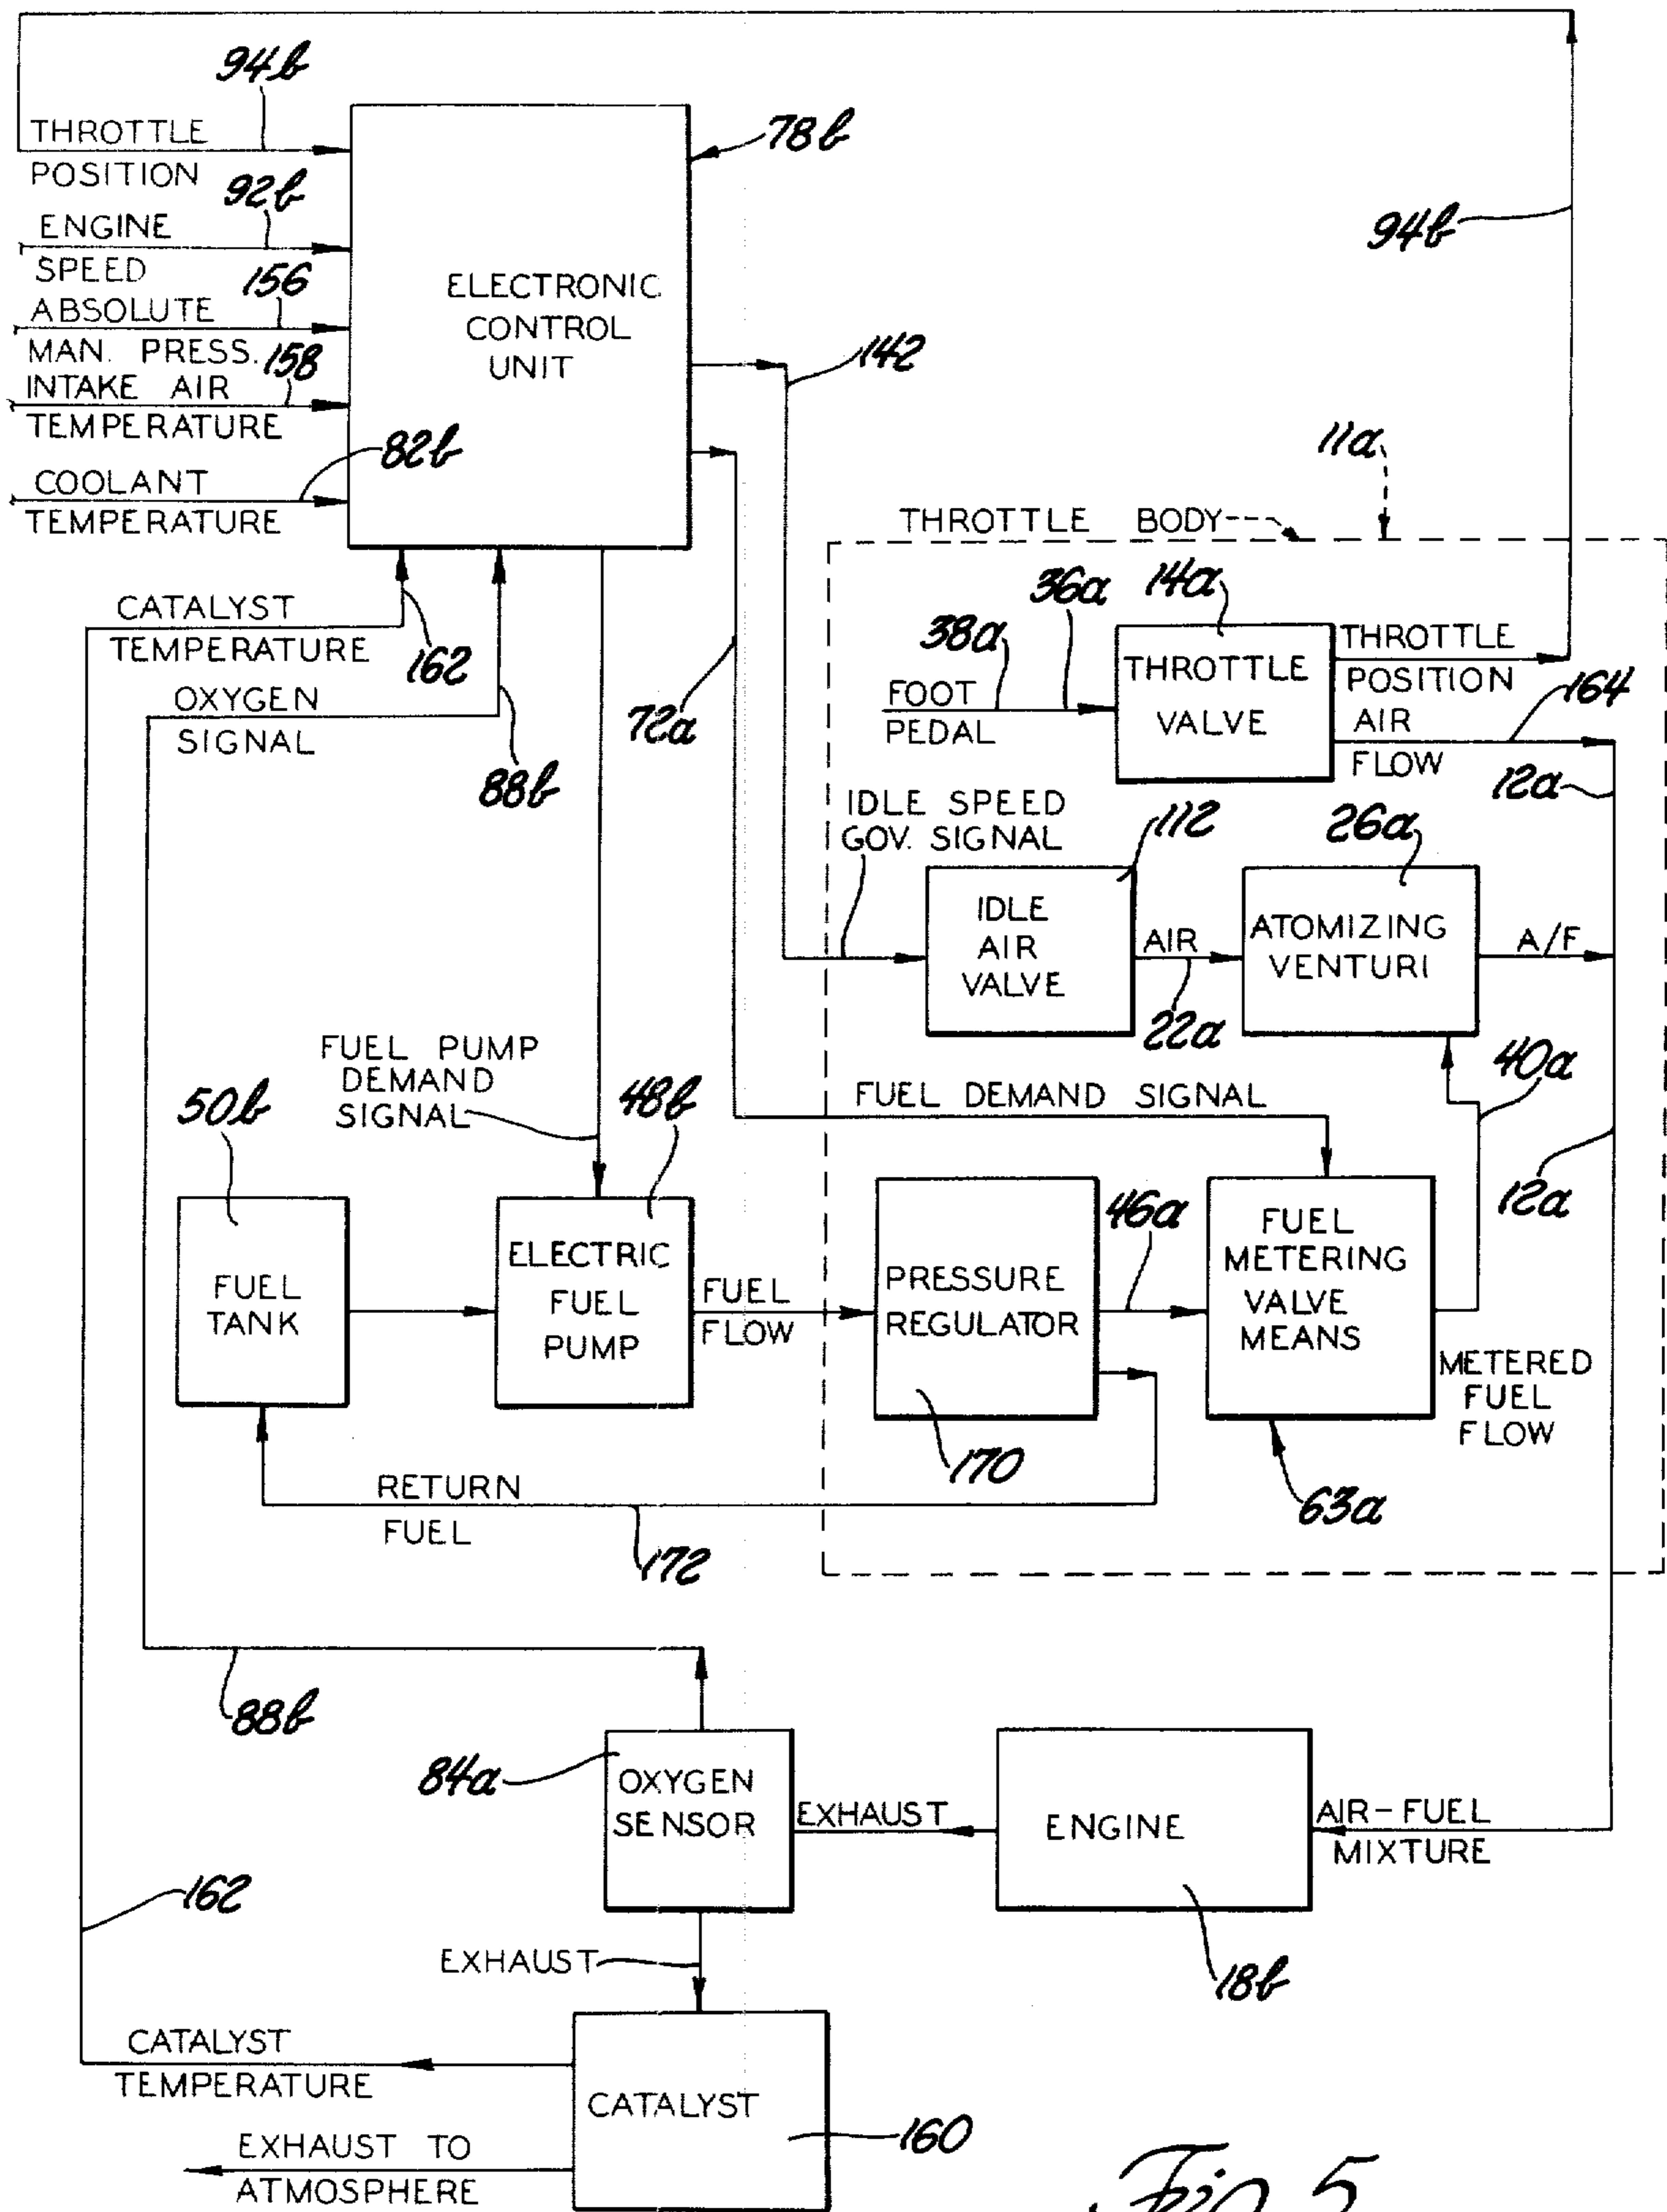 94b
THROTTLE
POSITION
78b
92b
ENGINE
SPEED
94b
156
ABSOLUTE
MAN. PRESS.
158
INTAKE AIR
TEMPERATURE
ELECTRONIC
CONTROL
UNIT
142
82b
COOLANT
TEMPERATURE
11a
THROTTLE BODY
CATALYST
TEMPERATURE
162
OXYGEN
SIGNAL
88b
72a
38a
36a
14a
FOOT
PEDAL
THROTTLE
VALVE
THROTTLE
POSITION
164
AIR
FLOW
12a
IDLE SPEED
GOV. SIGNAL
112
26a
IDLE
AIR
VALVE
AIR
22a
ATOMIZING
VENTURI
A/F
40a
FUEL PUMP
DEMAND
SIGNAL
FUEL DEMAND SIGNAL
50b
48b
12a
FUEL
TANK
ELECTRIC
FUEL
PUMP
FUEL
FLOW
PRESSURE
REGULATOR
46a
FUEL
METERING
VALVE
MEANS
METERED
FUEL
FLOW
170
63a
RETURN
FUEL
172
88b
84a
OXYGEN
SENSOR
EXHAUST
ENGINE
AIR-FUEL
MIXTURE
162
EXHAUST
18b
CATALYST
TEMPERATURE
CATALYST
160
EXHAUST TO
ATMOSPHERE
Fig 5